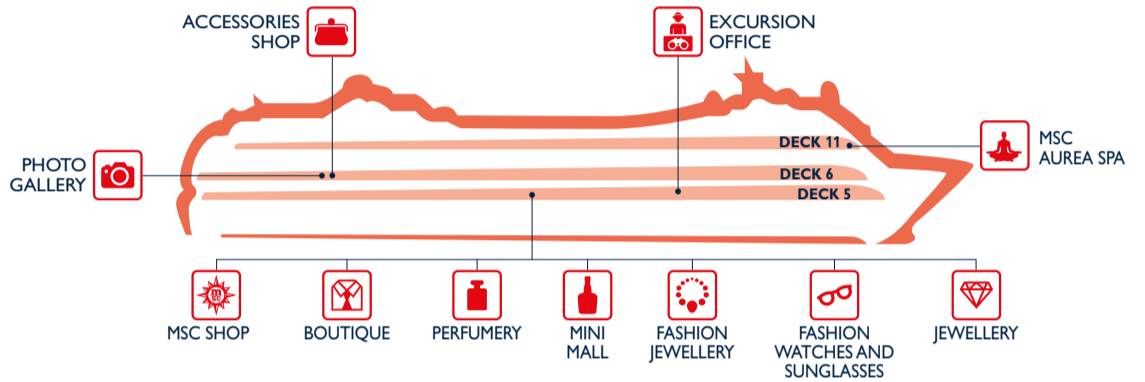 ACCESSORIES
SHOP
EXCURSION
OFFICE
DECK 11
MSC
AUREA SPA
PHOTO
GALLERY
DECK 6
DECK 5
m
sc
MSC SHOP
BOUTIQUE
PERFUMERY
MINI
MALL
FASHION
JEWELLERY
FASHION
WATCHES AND
SUNGLASSES
JEWELLERY